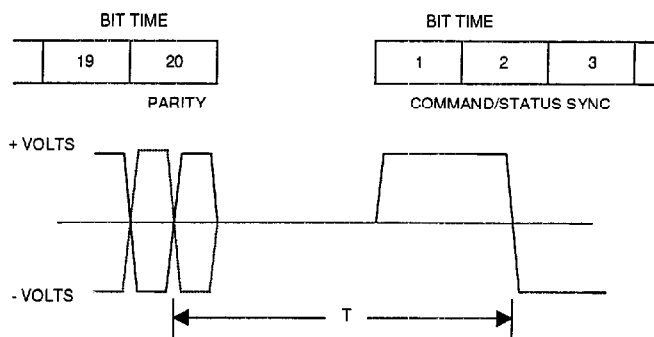 BIT TIME BIT TIME
19 20 1 2 3
PARITY COMMAND/STATUS SYNC
+ VOLTS
- VOLTS
T